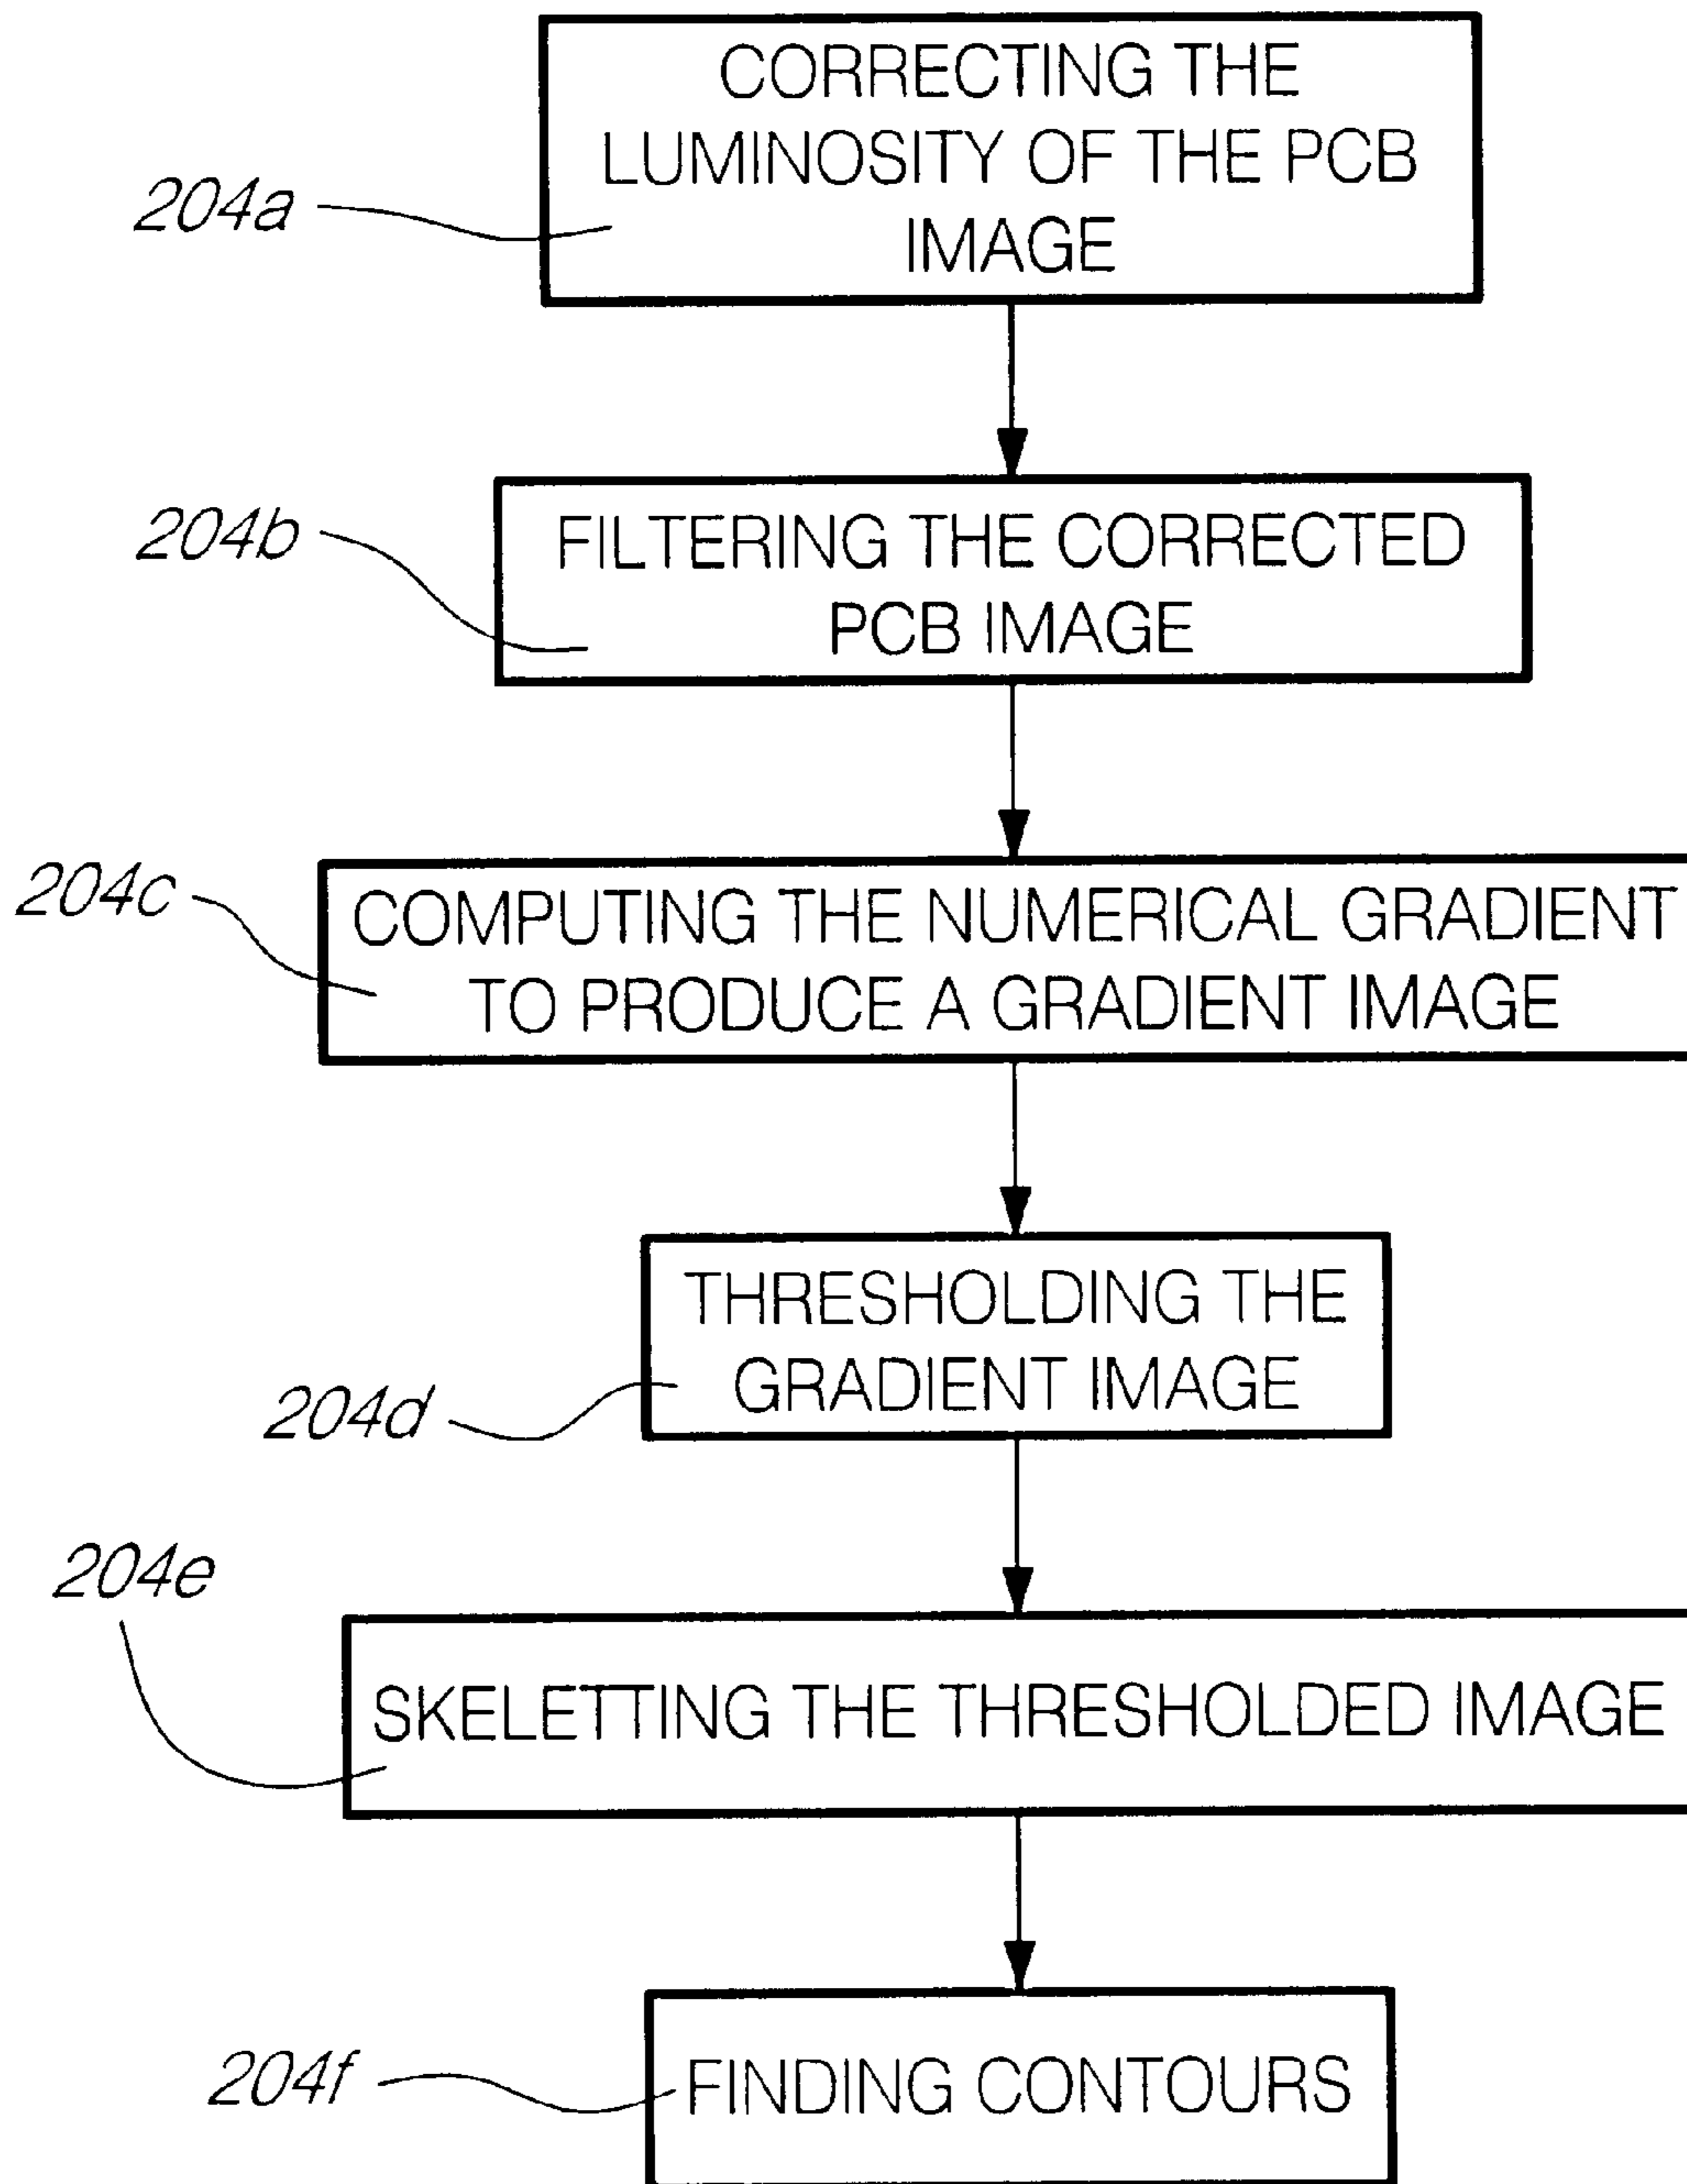 CORRECTING THE
LUMINOSITY OF THE PCB
IMAGE
204a
FILTERING THE CORRECTED
PCB IMAGE
204b
COMPUTING THE NUMERICAL GRADIENT
TO PRODUCE A GRADIENT IMAGE
204c
THRESHOLDING THE
GRADIENT IMAGE
204d
SKELETTING THE THRESHOLDED IMAGE
204e
FINDING CONTOURS
204f